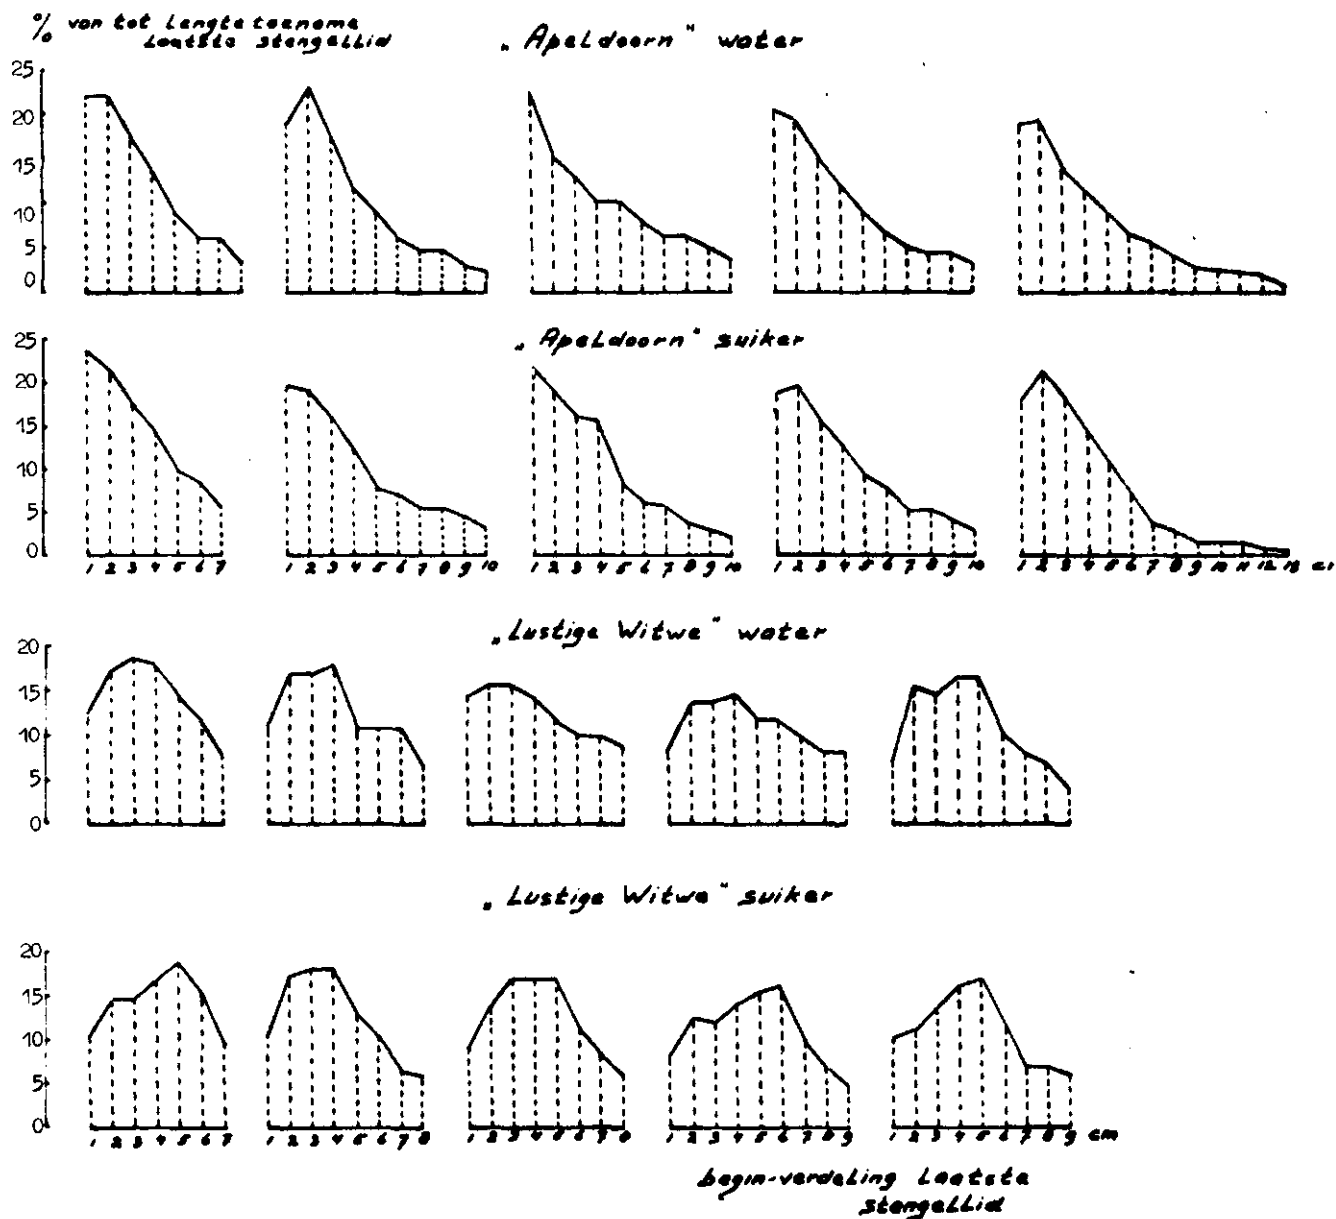 % van tot Lengtetoename
Laatste stengellid
„Apeldoorn" water
25
20
15
10
5
0
„Apeldoorn" suiker
25
20
15
10
5
0
1 2 3 4 5 6 7
1 2 3 4 5 6 7 8 9 10
1 2 3 4 5 6 7 8 9 10
1 2 3 4 5 6 7 8 9 10
1 2 3 4 5 6 7 8 9 10 11 12 13 cm
„Lustige Witwe" water
20
15
10
5
0
„Lustige Witwe" suiker
20
15
10
5
0
1 2 3 4 5 6 7
1 2 3 4 5 6 7 8
1 2 3 4 5 6 7 8
1 2 3 4 5 6 7 8 9
1 2 3 4 5 6 7 8 9 cm
begin-verdeling Laatste
stengellid